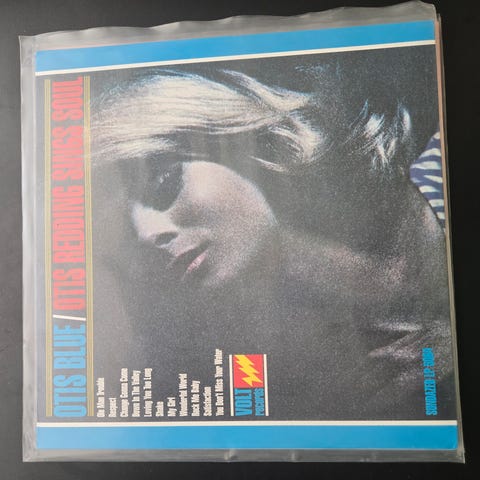 OTIS BLUE / OTIS REDDING SINGS SOUL
Ole Man Trouble
Respect
Change Gonna Come
Down In The Valley
Loving You Too Long
Shake
My Girl
Wonderful World
Rock Me Baby
Satisfaction
You Don't Miss Your Water
VOLT
RECORDS